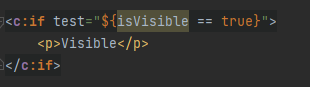 <c:if test="${isVisible == true}">
<p>Visible</p>
</c:if>